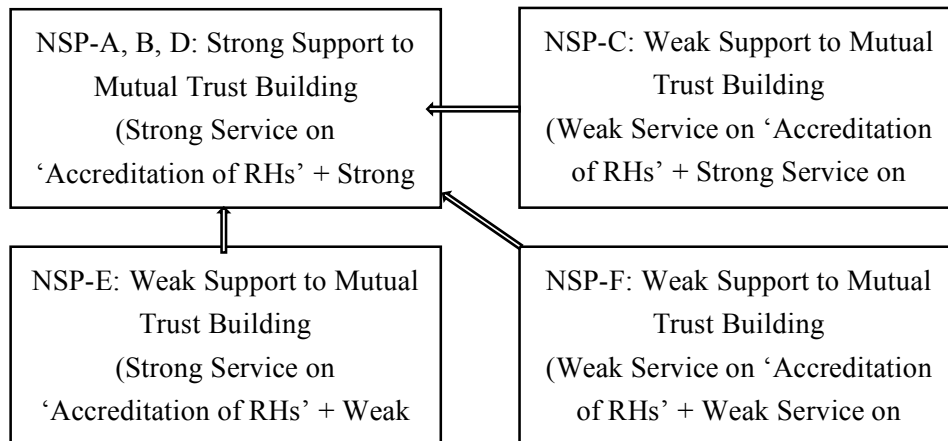 NSP-A, B, D: Strong Support to
Mutual Trust Building
(Strong Service on
‘Accreditation of RHs’ + Strong
NSP-C: Weak Support to Mutual
Trust Building
(Weak Service on ‘Accreditation
of RHs’ + Strong Service on
NSP-E: Weak Support to Mutual
Trust Building
(Strong Service on
‘Accreditation of RHs’ + Weak
NSP-F: Weak Support to Mutual
Trust Building
(Weak Service on ‘Accreditation
of RHs’ + Weak Service on